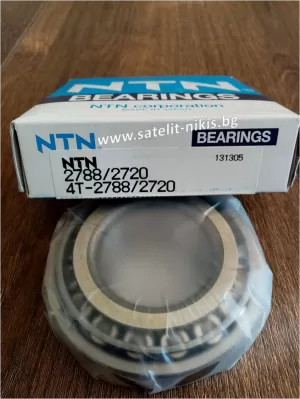 NTN
BEARINGS
NTN corporation
www.satelit-nikis.bg
NTN
BEARINGS
NTN
131305
2788/2720
4T-2788/2720